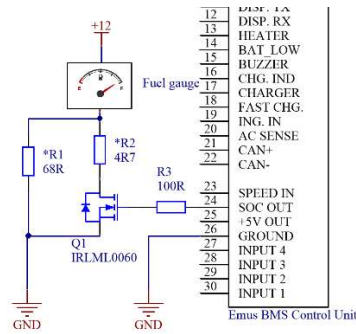 DISP. TX
+12
12 DISP. RX
13 HEATER
14 BAT_LOW
15 BUZZER
Fuel gauge
16 CHG. IND
17 CHARGER
18 FAST CHG.
19 ING. IN
20 AC SENSE
21 CAN+
22 CAN-
*R1
68R
*R2
4R7
R3
100R
23 SPEED IN
24 SOC OUT
25 +5V OUT
26 GROUND
27 INPUT 4
28 INPUT 3
29 INPUT 2
30 INPUT 1
Q1
IRLML0060
GND
GND
Emus BMS Control Unit